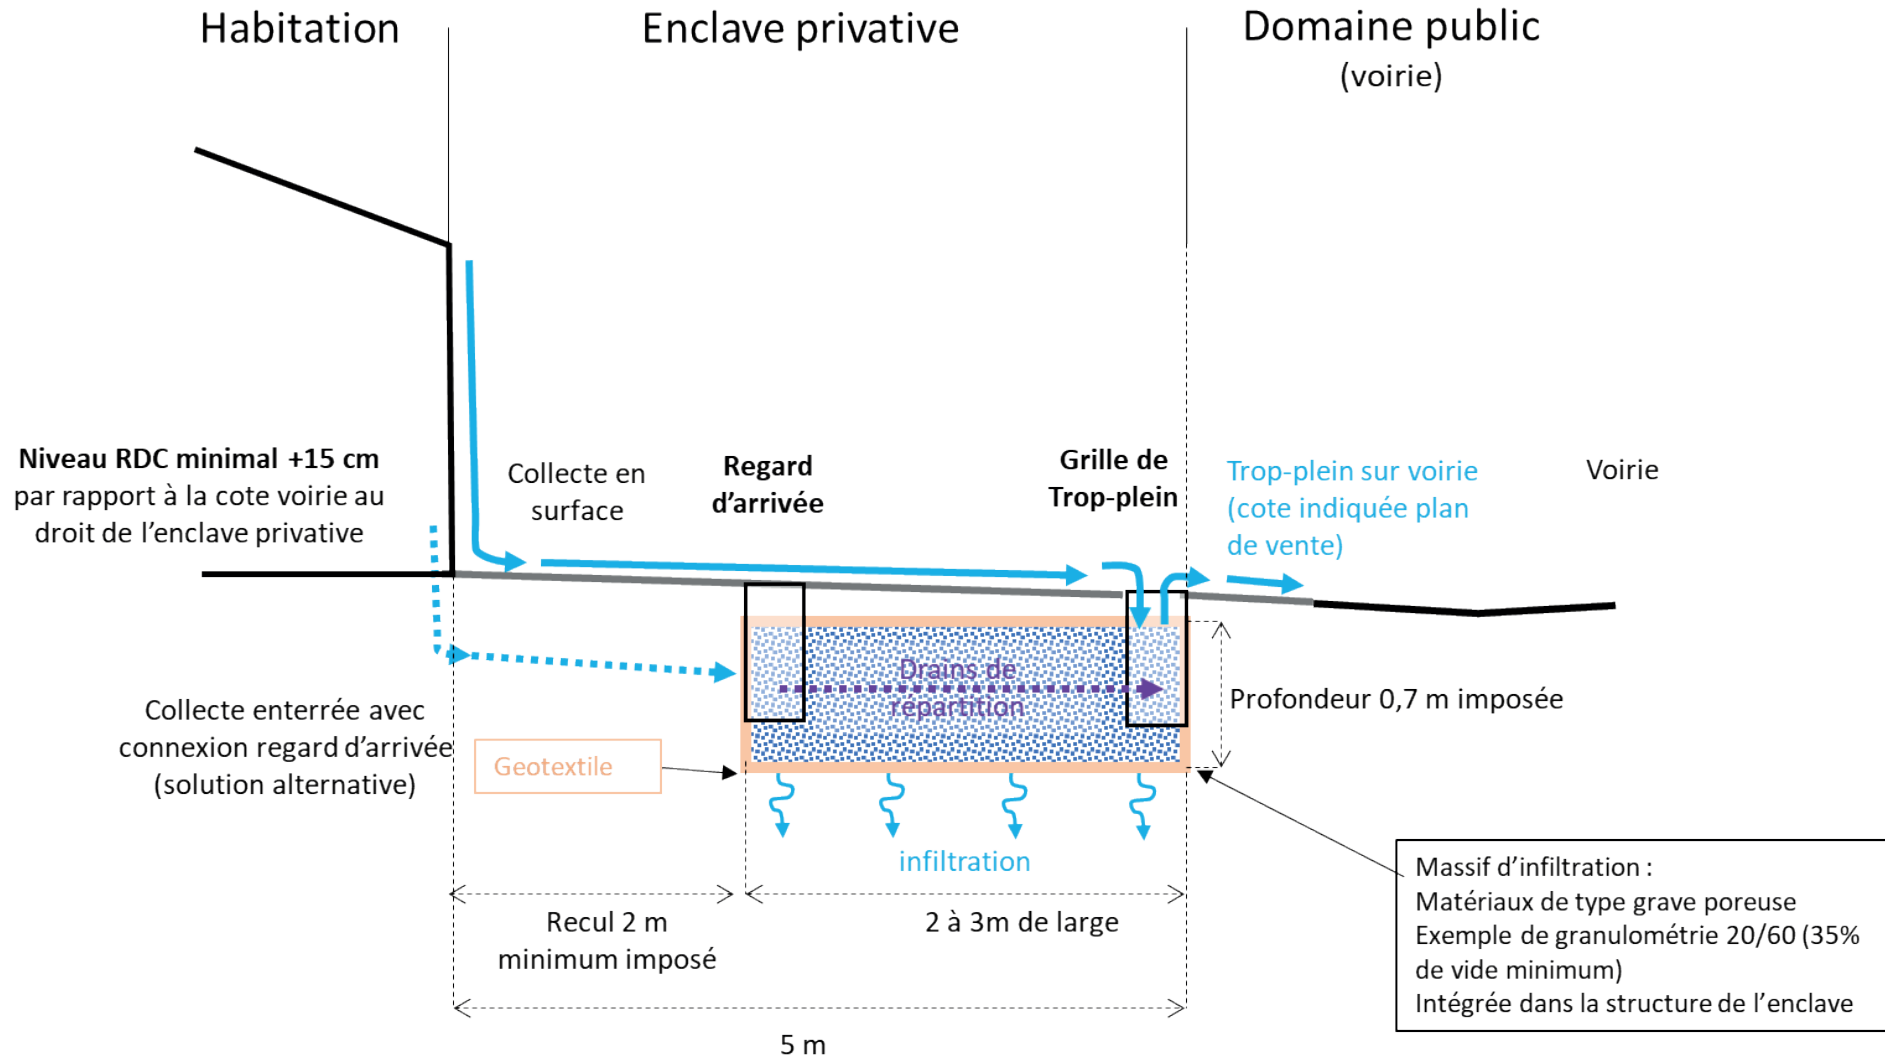 Habitation
Enclave privative
Domaine public
(voirie)
Niveau RDC minimal +15 cm
par rapport à la cote voirie au
droit de l’enclave privative
Collecte en
surface
Regard
d’arrivée
Grille de
Trop-plein
Trop-plein sur voirie
(cote indiquée plan
de vente)
Voirie
Drains de
répartition
Profondeur 0,7 m imposée
Collecte enterrée avec
connexion regard d’arrivée
(solution alternative)
Geotextile
infiltration
Recul 2 m
minimum imposé
2 à 3m de large
5 m
Massif d’infiltration :
Matériaux de type grave poreuse
Exemple de granulométrie 20/60 (35%
de vide minimum)
Intégrée dans la structure de l’enclave